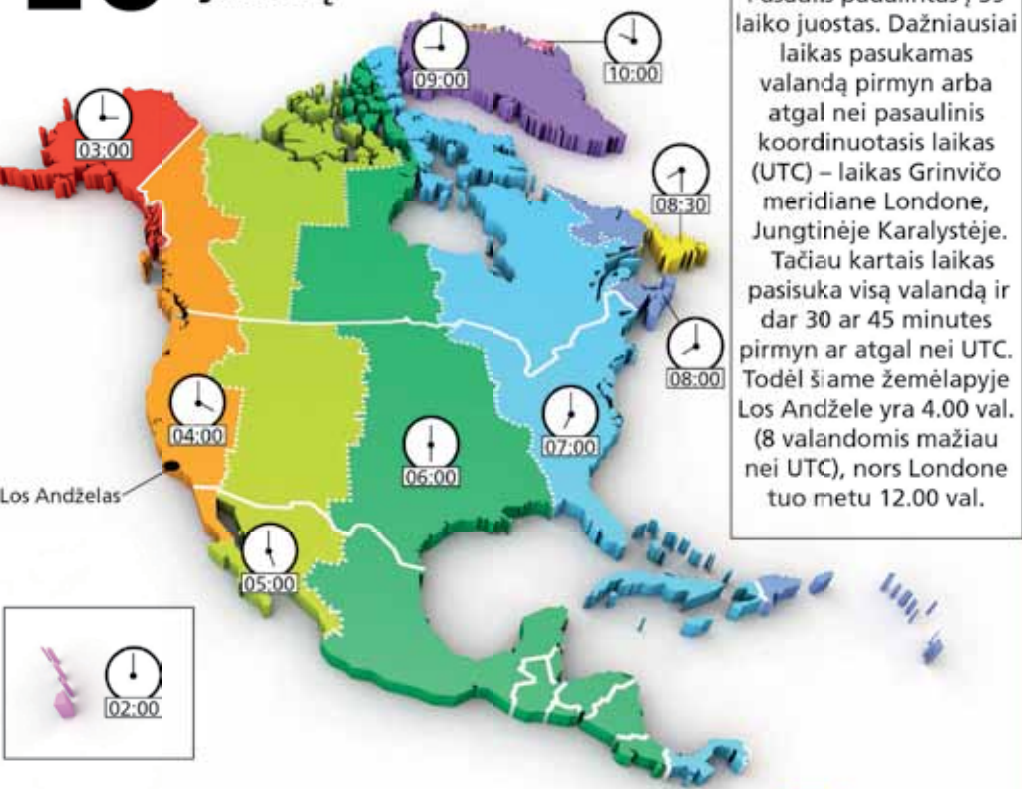 09:00
10:00
03:00
08:30
08:00
04:00
07:00
06:00
Los Andželas
05:00
02:00
Pasaulis padalintas į
laiko juostas. Dažniausiai
laikas pasukamas
valandą pirmyn arba
atgal nei pasaulinis
koordinuotasis laikas
(UTC) – laikas Grinvičo
meridiane Londone,
Jungtinėje Karalystėje.
Tačiau kartais laikas
pasisuka visą valandą ir
dar 30 ar 45 minutes
pirmyn ar atgal nei UTC.
Todėl šiame žemėlapyje
Los Andžele yra 4.00 val.
(8 valandomis mažiau
nei UTC), nors Londone
tuo metu 12.00 val.